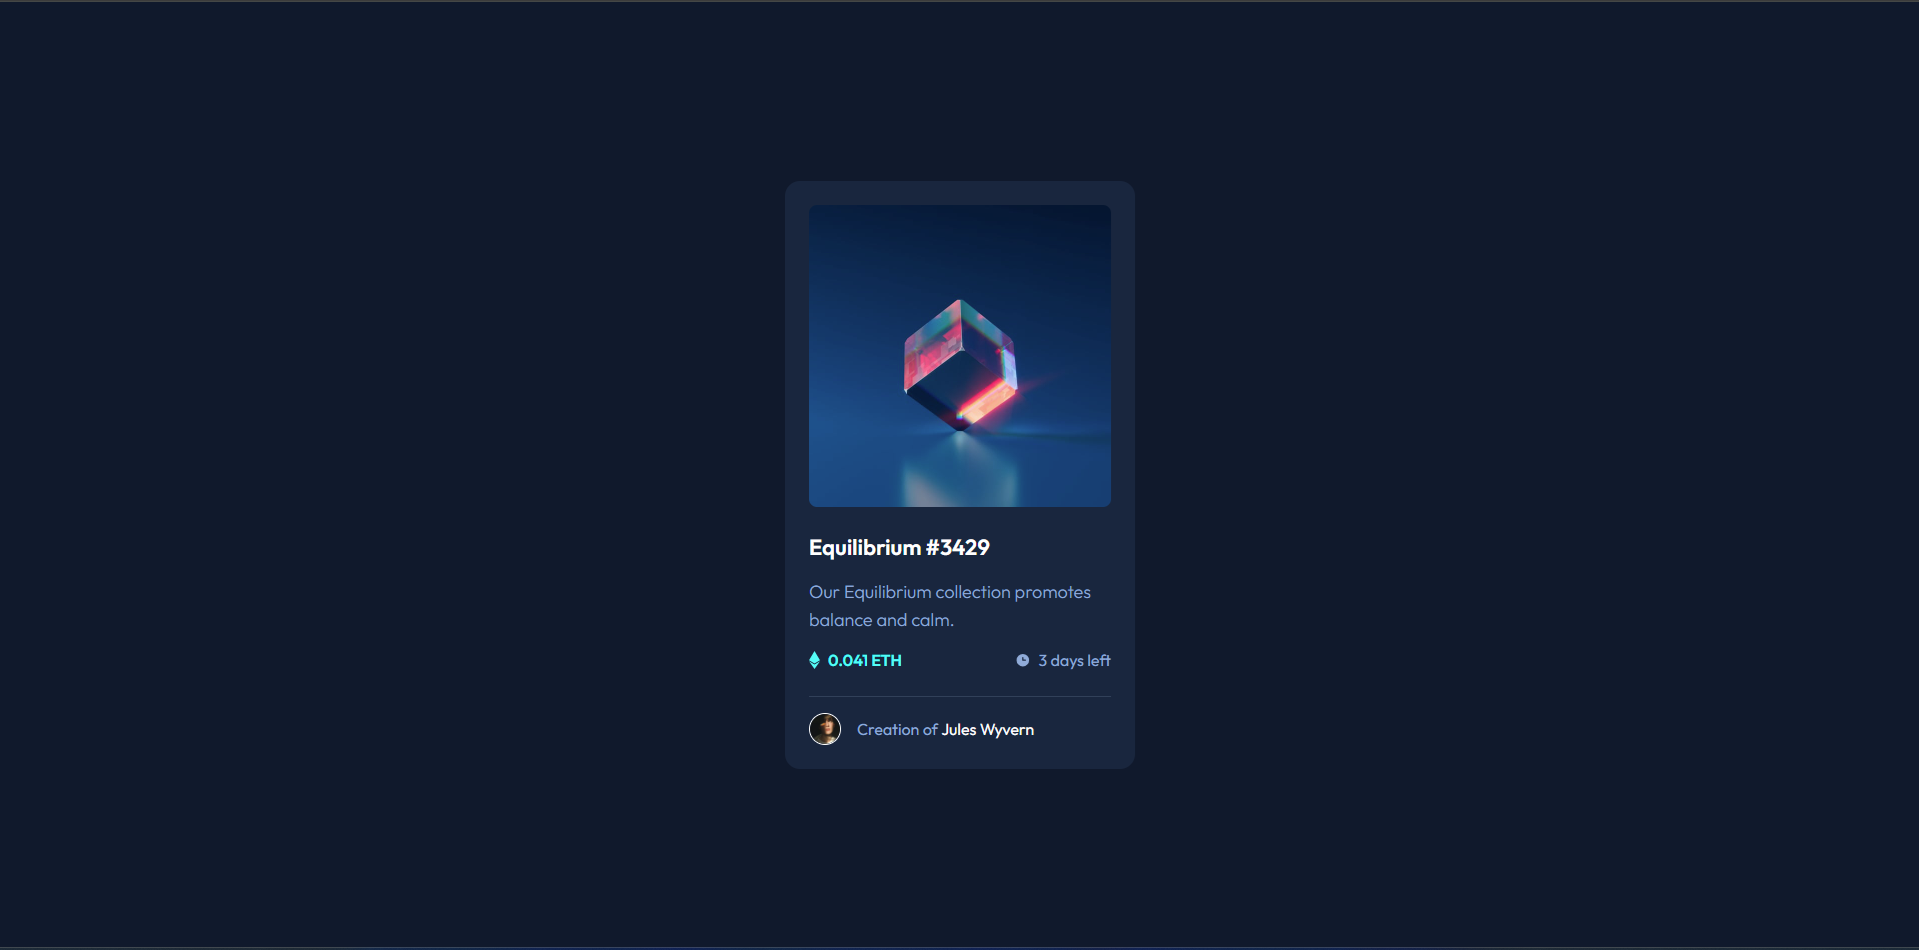 Equilibrium #3429
Our Equilibrium collection promotes
balance and calm.
0.041 ETH
3 days left
Creation of Jules Wyvern